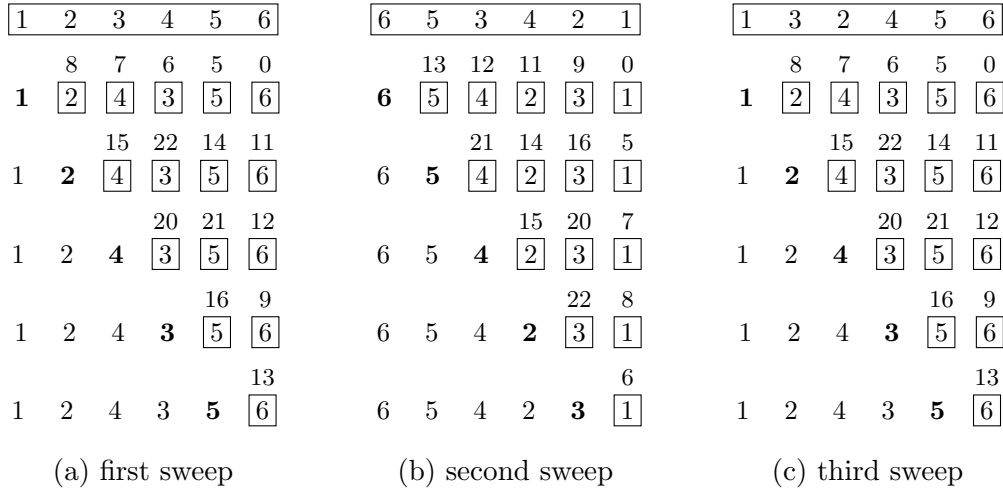 1 2 3 4 5 6
6 5 3 4 2 1
1 3 2 4 5 6
8 7 6 5 0
1 2 4 3 5 6
13 12 11 9 0
6 5 4 2 3 1
8 7 6 5 0
1 2 4 3 5 6
15 22 14 11
1 2 4 3 5 6
21 14 16 5
6 5 4 2 3 1
15 22 14 11
1 2 4 3 5 6
20 21 12
1 2 4 3 5 6
15 20 7
6 5 4 2 3 1
20 21 12
1 2 4 3 5 6
16 9
1 2 4 3 5 6
22 8
6 5 4 2 3 1
16 9
1 2 4 3 5 6
13
1 2 4 3 5 6
6
6 5 4 2 3 1
13
1 2 4 3 5 6
(a) first sweep
(b) second sweep
(c) third sweep